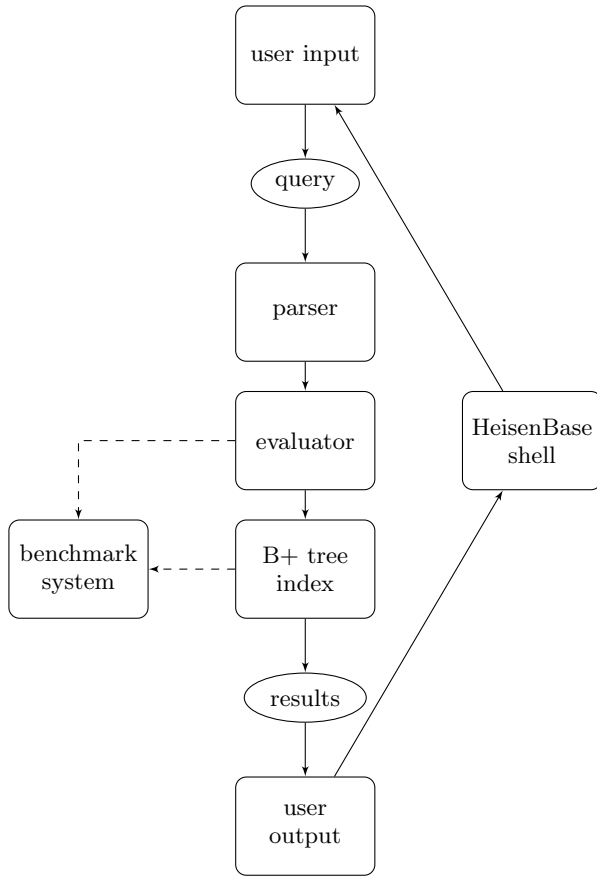 user input
query
parser
evaluator
HeisenBase
shell
benchmark
system
B+ tree
index
results
user
output